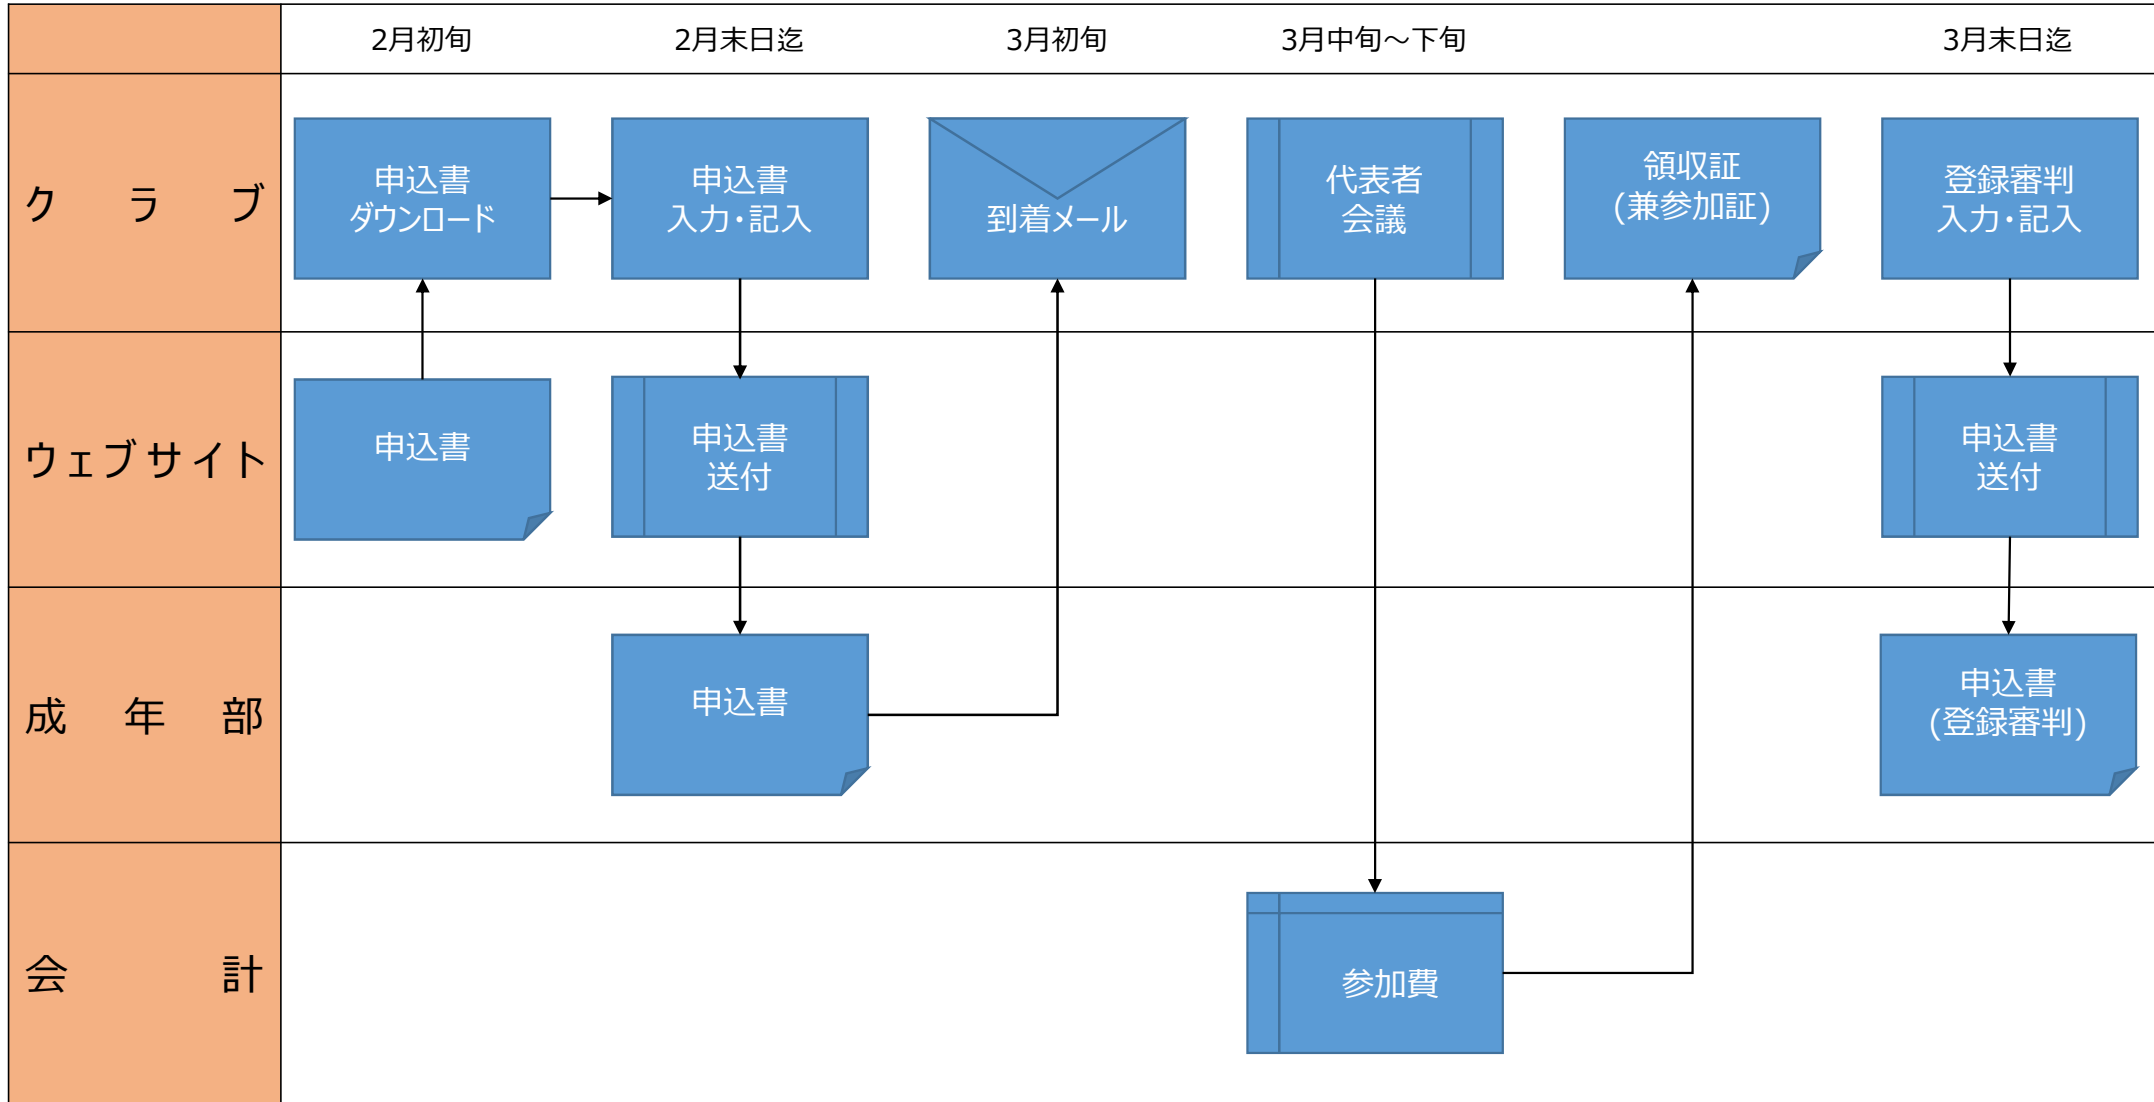 2月初旬
2月末日迄
3月初旬
3月中旬～下旬
3月末日迄
クラブ
申込書
ダウンロード
申込書
入力・記入
到着メール
代表者
会議
領収証
(兼参加証)
登録審判
入力・記入
ウェブサイト
申込書
申込書
送付
申込書
送付
成年部
申込書
申込書
(登録審判)
会計
参加費